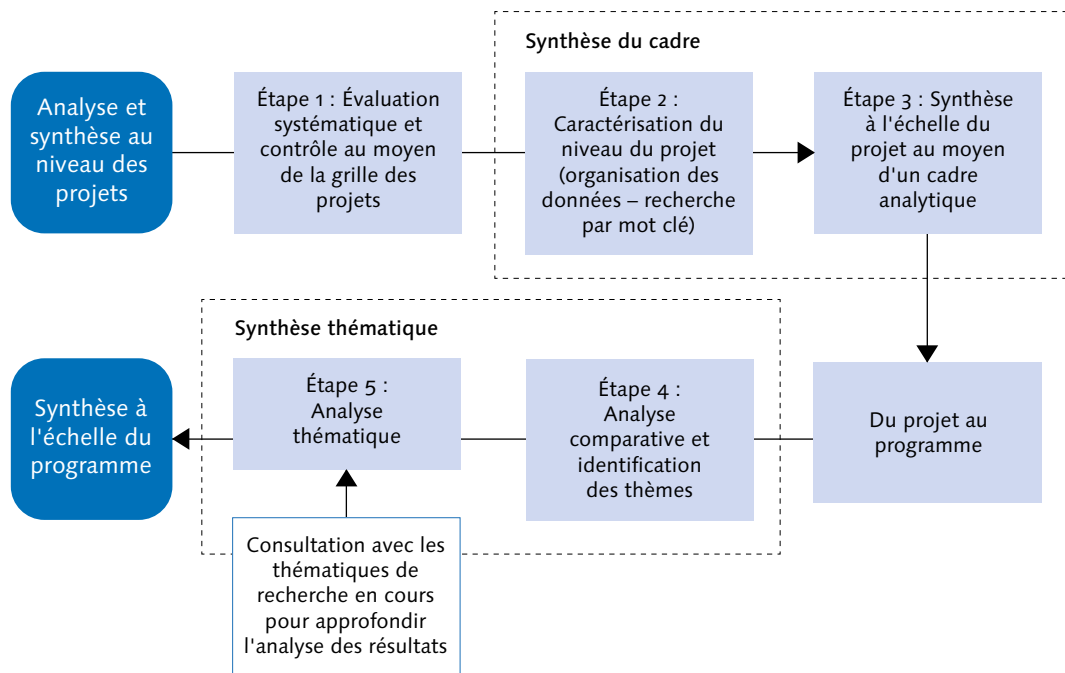 Synthèse du cadre
Analyse et
synthèse au
niveau des
projets
Étape 1 : Évaluation
systématique et
contrôle au moyen
de la grille des
projets
Étape 2 :
Caractérisation du
niveau du projet
(organisation des
données – recherche
par mot clé)
Étape 3 : Synthèse
à l'échelle du
projet au moyen
d'un cadre
analytique
Du projet au
programme
Synthèse thématique
Étape 4 :
Analyse
comparative et
identification
des thèmes
Étape 5 :
Analyse
thématique
Consultation avec les
thématiques de
recherche en cours
pour approfondir
l'analyse des résultats
Synthèse à
l'échelle du
programme